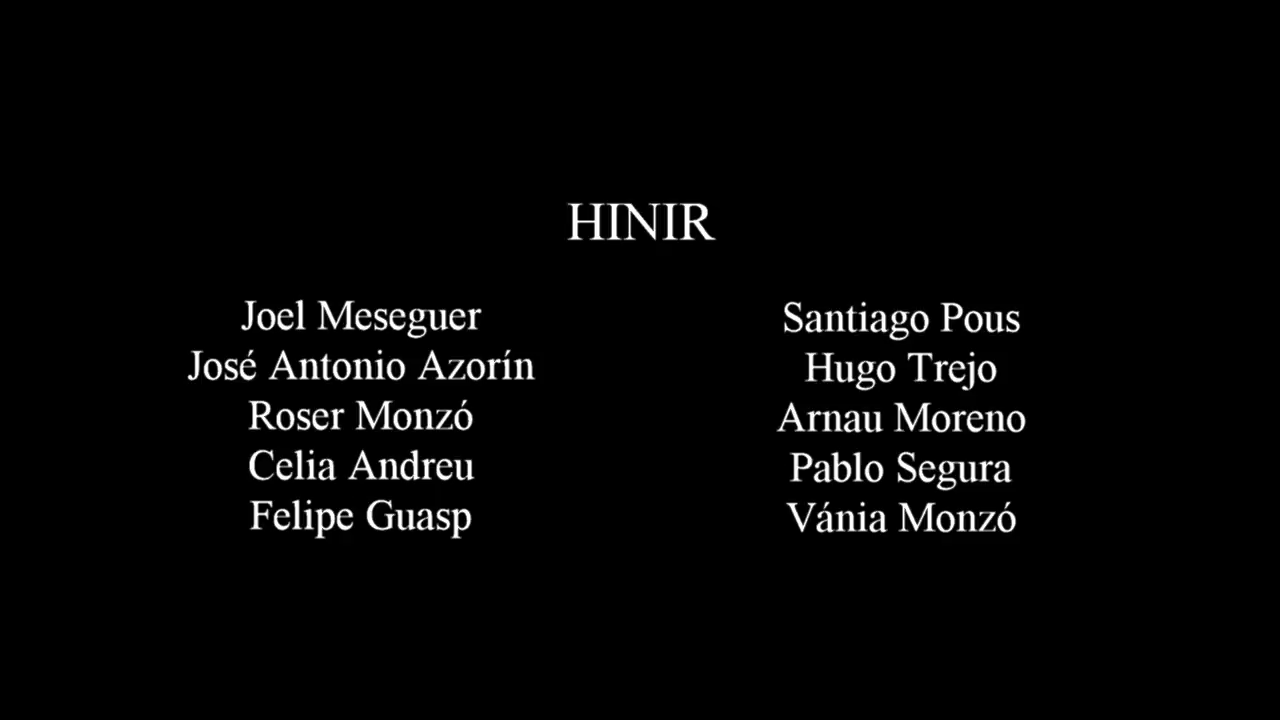 HINIR
Joel Meseguer
José Antonio Azorín
Roser Monzó
Celia Andreu
Felipe Guasp
Santiago Pous
Hugo Trejo
Arnau Moreno
Pablo Segura
Vánia Monzó